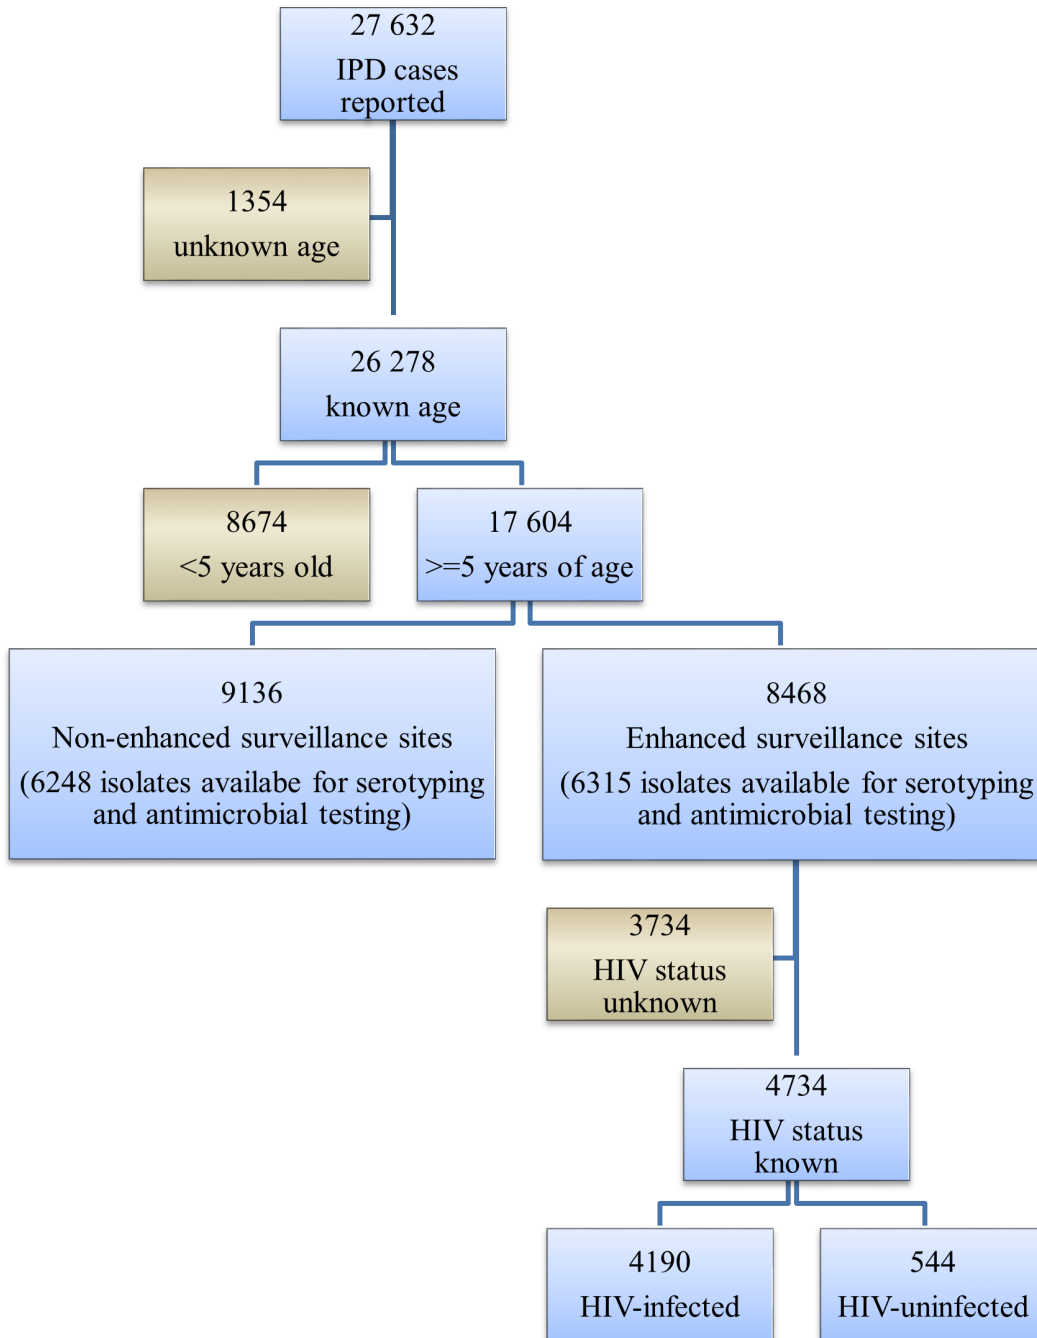 27 632
IPD cases
reported
1354
unknown age
26 278
known age
8674
<5 years old
17 604
>=5 years of age
9136
Non-enhanced surveillance sites
(6248 isolates availabe for serotyping
and antimicrobial testing)
8468
Enhanced surveillance sites
(6315 isolates available for serotyping
and antimicrobial testing)
3734
HIV status
unknown
4734
HIV status
known
4190
HIV-infected
544
HIV-uninfected